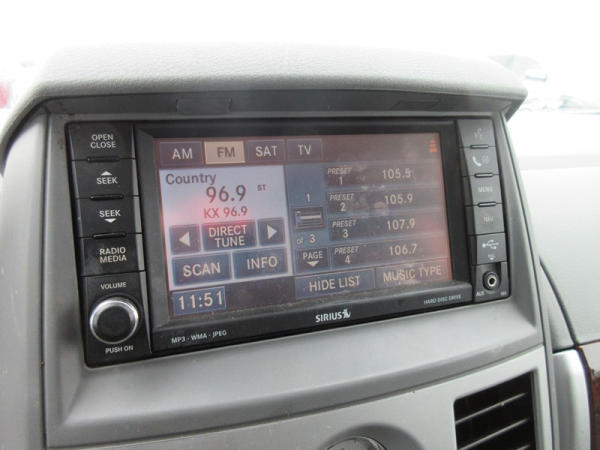 OPEN
CLOSE
SEEK
SEEK
RADIO
MEDIA
VOLUME
PUSH ON
AM FM SAT TV
Country
96.9 ST
KX 96.9
DIRECT
TUNE
SCAN INFO
11:51
1
of 3
PAGE
PRESET
1 105.5
PRESET
2 105.9
PRESET
3 107.9
PRESET
4 106.7
HIDE LIST MUSIC TYPE
MENU
NAV
AUX
MP3 - WMA - JPEG
SIRIUS
HARD DISC DRIVE